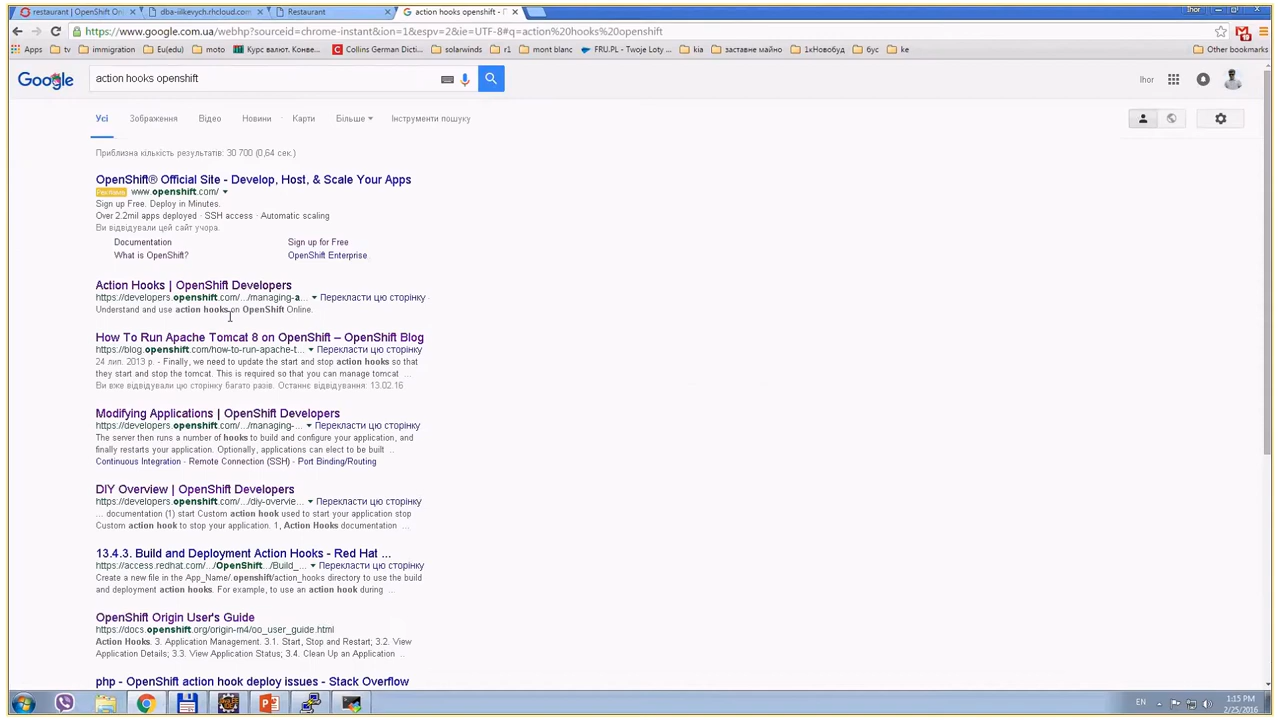 restaurant | OpenShift Onl
dba-iilkevych.rhcloud.com
Restaurant
action hooks openshift -
Ihor
https://www.google.com.ua/webhp?sourceid=chrome-instant&ion=1&espv=2&ie=UTF-8#q=action%20hooks%20openshift
Apps tv immigration Eu(edu) moto Курс валют. Конве... Collins German Dictic... solarwinds r1 mont blanc FRU.PL - Twoje Loty ... kia заставне майно 1кНовобуд бус ke Other bookmarks
Google action hooks openshift Ihor
Усі Зображення Відео Новини Карти Більше Інструменти пошуку
Приблизна кількість результатів: 30 700 (0,64 сек.)
OpenShift® Official Site - Develop, Host, & Scale Your Apps
Реклама www.openshift.com/
Sign up Free. Deploy in Minutes.
Over 2.2mil apps deployed · SSH access · Automatic scaling
Ви відвідували цей сайт учора.
Documentation Sign up for Free
What is OpenShift? OpenShift Enterprise
Action Hooks | OpenShift Developers
https://developers.openshift.com/.../managing-a... Перекласти цю сторінку
Understand and use action hooks on OpenShift Online.
How To Run Apache Tomcat 8 on OpenShift – OpenShift Blog
https://blog.openshift.com/how-to-run-apache-t... Перекласти цю сторінку
24 лип. 2013 р. - Finally, we need to update the start and stop action hooks so that
they start and stop the tomcat. This is required so that you can manage tomcat ...
Ви вже відвідували цю сторінку багато разів. Останнє відвідування: 13.02.16
Modifying Applications | OpenShift Developers
https://developers.openshift.com/.../managing-... Перекласти цю сторінку
The server then runs a number of hooks to build and configure your application, and
finally restarts your application. Optionally, applications can elect to be built ...
Continuous Integration - Remote Connection (SSH) - Port Binding/Routing
DIY Overview | OpenShift Developers
https://developers.openshift.com/.../diy-overvie... Перекласти цю сторінку
... documentation (1) start Custom action hook used to start your application stop
Custom action hook to stop your application. 1, Action Hooks documentation ...
13.4.3. Build and Deployment Action Hooks - Red Hat ...
https://access.redhat.com/.../OpenShift.../Build_... Перекласти цю сторінку
Create a new file in the App_Name/.openshift/action_hooks directory to use the build
and deployment action hooks. For example, to use an action hook during ...
OpenShift Origin User's Guide
https://docs.openshift.org/origin-m4/oo_user_guide.html
Action Hooks. 3. Application Management. 3.1. Start, Stop and Restart; 3.2. View
Application Details; 3.3. View Application Status; 3.4. Clean Up an Application ...
php - OpenShift action hook deploy issues - Stack Overflow
EN
1:15 PM
2/25/2016